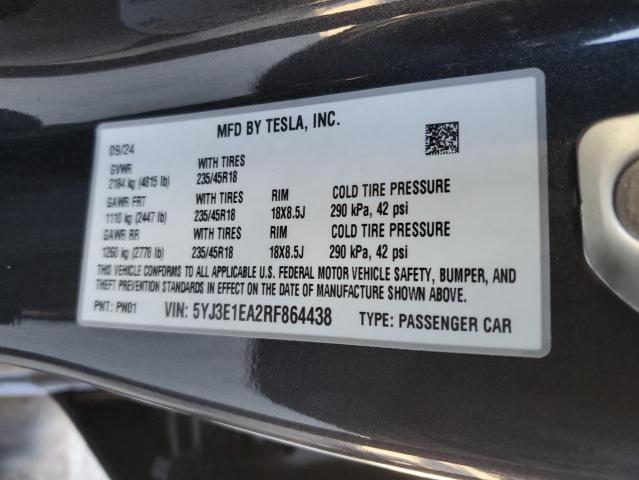 MFD BY TESLA, INC.
09/24
GVWR WITH TIRES
2184 kg (4815 lb) 235/45R18
GAWR FRT WITH TIRES RIM COLD TIRE PRESSURE
1110 kg (2447 lb) 235/45R18 18X8.5J 290 kPa, 42 psi
GAWR RR WITH TIRES RIM COLD TIRE PRESSURE
1260 kg (2778 lb) 235/45R18 18X8.5J 290 kPa, 42 psi
THIS VEHICLE CONFORMS TO ALL APPLICABLE U.S. FEDERAL MOTOR VEHICLE SAFETY, BUMPER, AND
THEFT PREVENTION STANDARDS IN EFFECT ON THE DATE OF MANUFACTURE SHOWN ABOVE.
PNT: PN01 VIN: 5YJ3E1EA2RF864438 TYPE: PASSENGER CAR